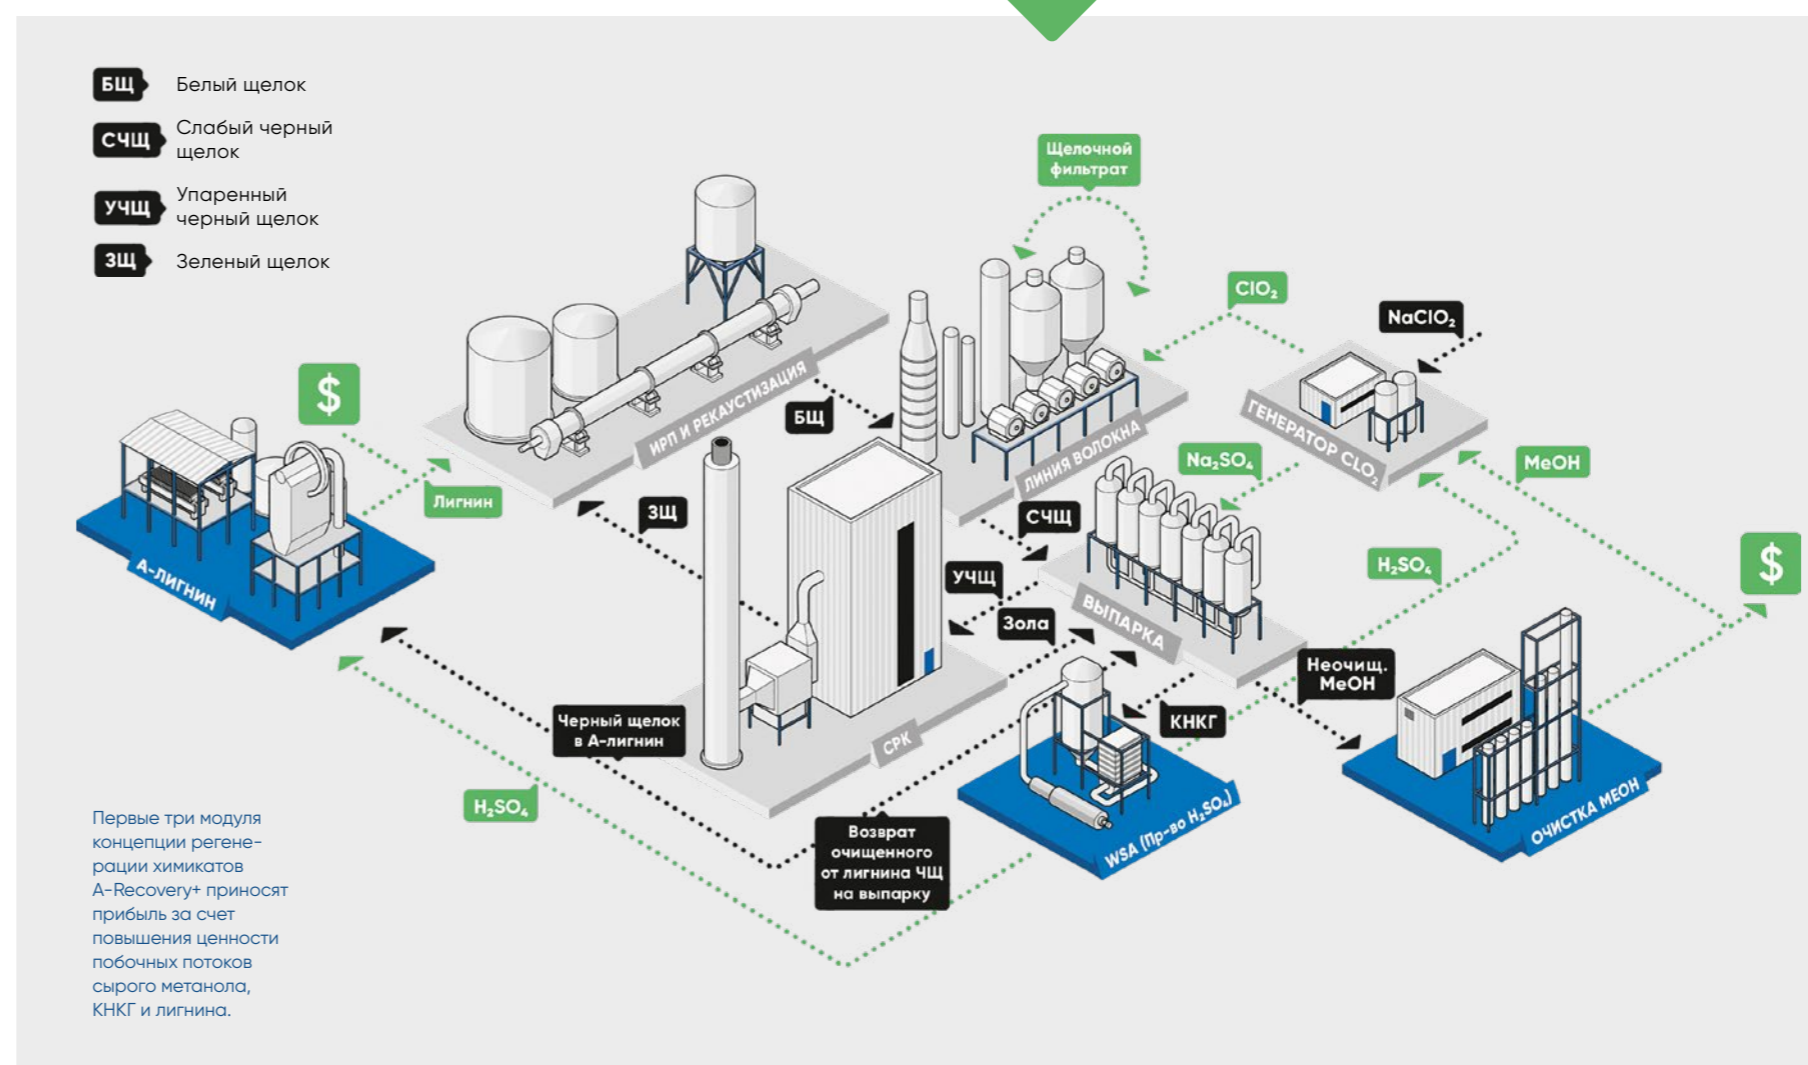 БЩ
Белый щелок
СЧЩ
Слабый черный
щелок
УЧЩ
Упаренный
черный щелок
ЗЩ
Зеленый щелок
Щелочной
фильтрат
ClO₂
NaClO₂
$
Лигнин
А-ЛИГНИН
ИРП И РЕКАУСТИЗАЦИЯ
БЩ
ЛИНИЯ ВОЛОКНА
ГЕНЕРАТОР CLO₂
Na₂SO₄
MeOH
ЗЩ
СЧЩ
УЧЩ
Зола
ВЫПАРКА
H₂SO₄
$
Неочищ.
MeOH
КНКГ
Черный щелок
в А-лигнин
СРК
H₂SO₄
Возврат
очищенного
от лигнина ЧЩ
на выпарку
WSA (Пр-во H₂SO₄)
ОЧИСТКА МЕОН
Первые три модуля
концепции регене-
рации химикатов
A-Recovery+ приносят
прибыль за счет
повышения ценности
побочных потоков
сырого метанола,
КНКГ и лигнина.